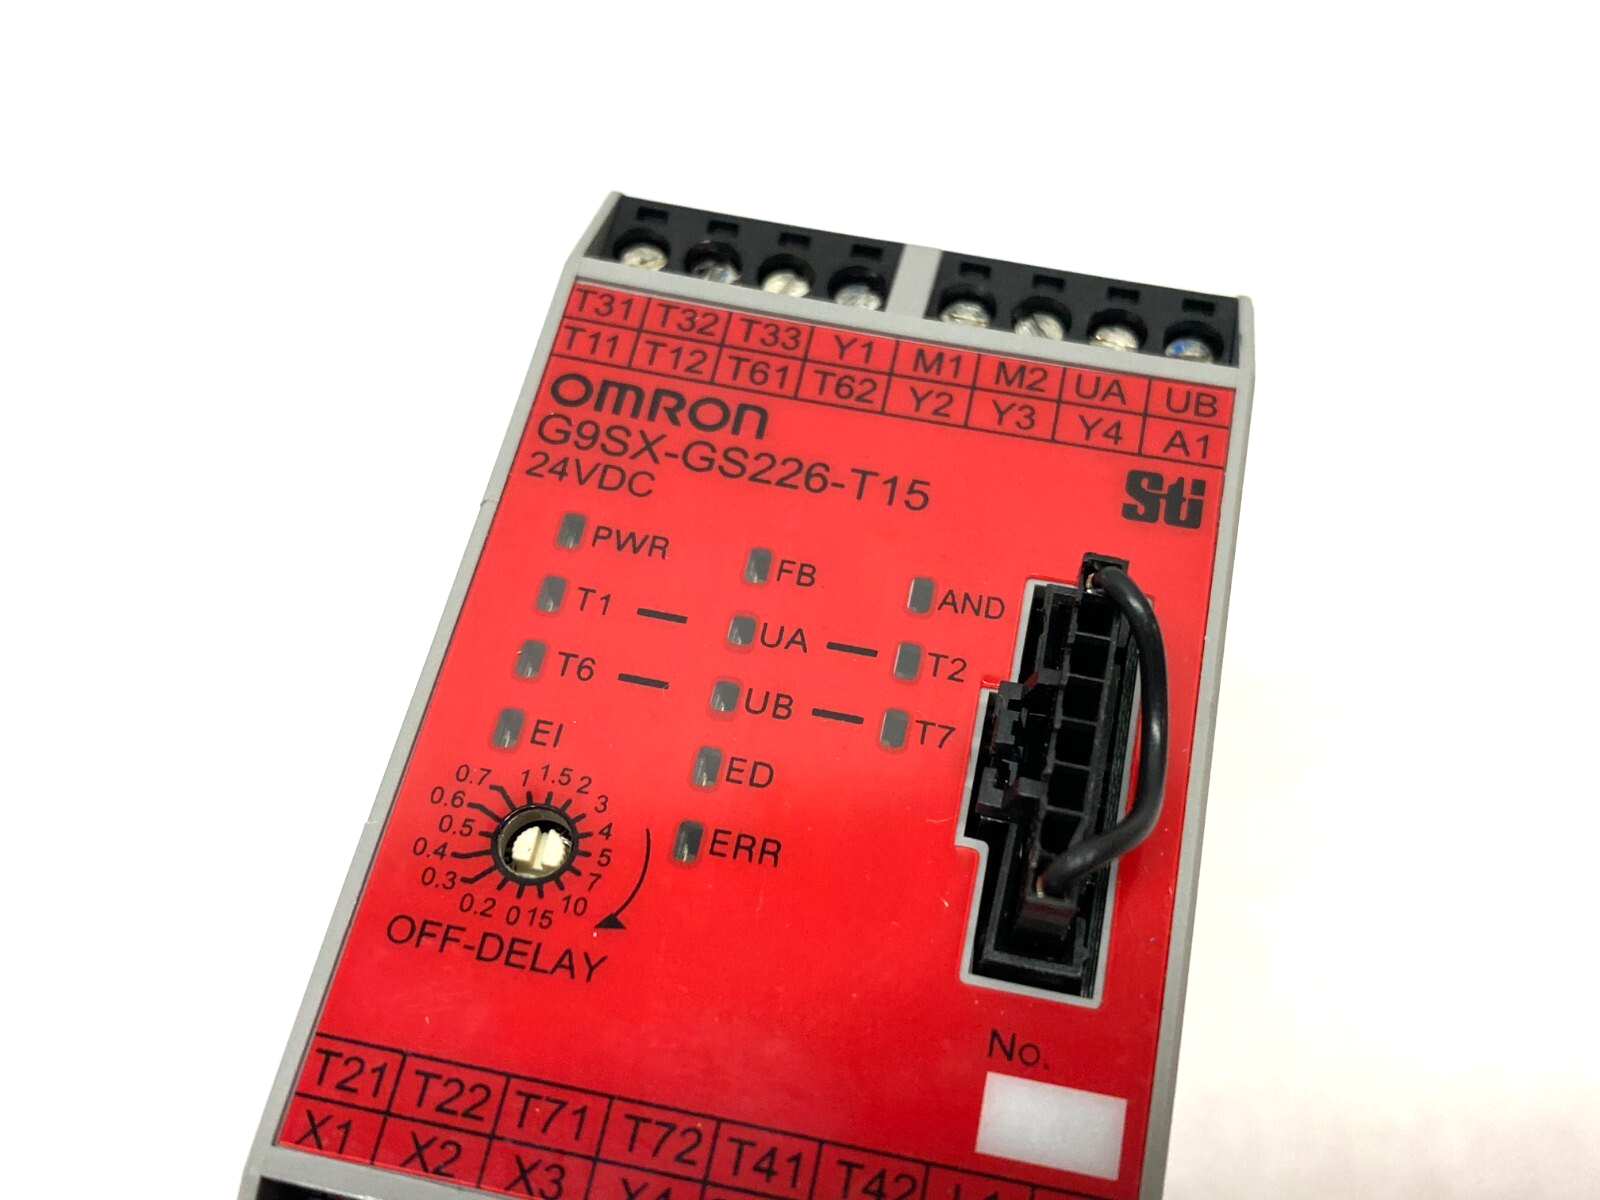 T31 T32 T33 Y1 M1 M2 UA UB
T11 T12 T61 T62 Y2 Y3 Y4 A1
OMRON
G9SX-GS226-T15
24VDC
Sti
PWR FB AND
T1 UA T2
T6 UB T7
EI ED
ERR
0.7 1 1.5 2
0.6 3
0.5 4
0.4 5
0.3 7
0.2 0 15 10
OFF-DELAY
No.
T21 T22 T71 T72 T41 T42
X1 X2 X3 X4